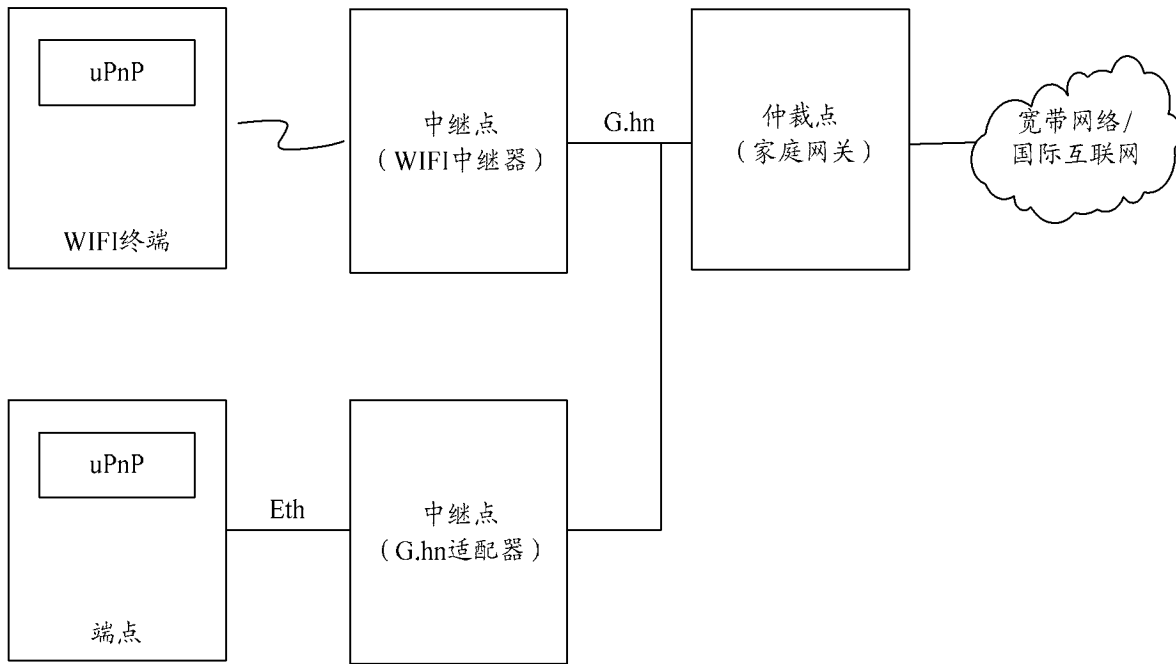 uPnP
WIFI终端
中继点
（WIFI中继器）
G.hn
仲裁点
（家庭网关）
宽带网络/
国际互联网
uPnP
端点
Eth
中继点
（G.hn适配器）